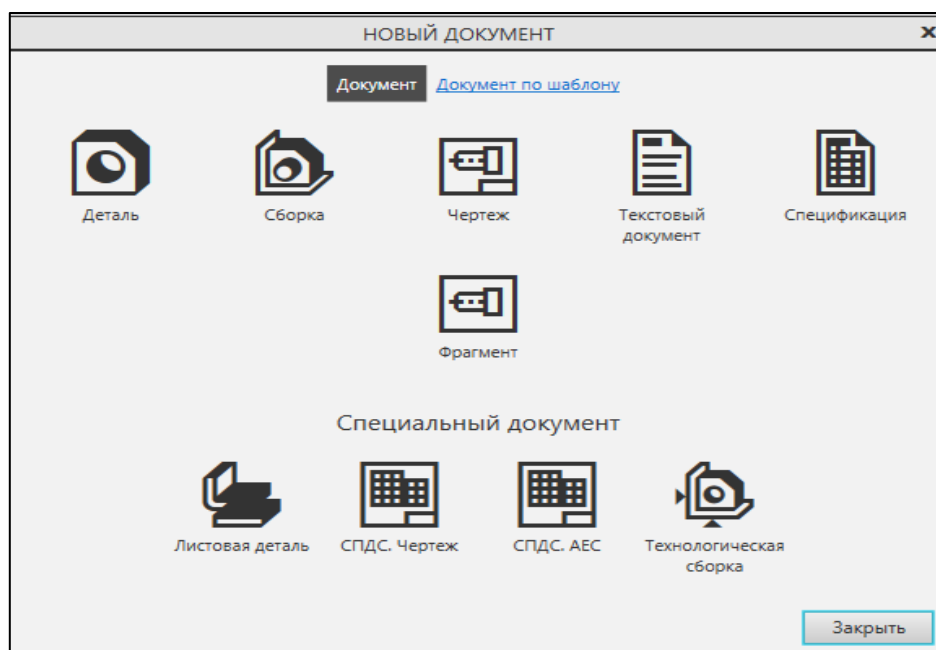 НОВЫЙ ДОКУМЕНТ
x
Документ Документ по шаблону
Деталь
Сборка
Чертеж
Текстовый
документ
Спецификация
Фрагмент
Специальный документ
Листовая деталь
СПДС. Чертеж
СПДС. АЕС
Технологическая
сборка
Закрыть